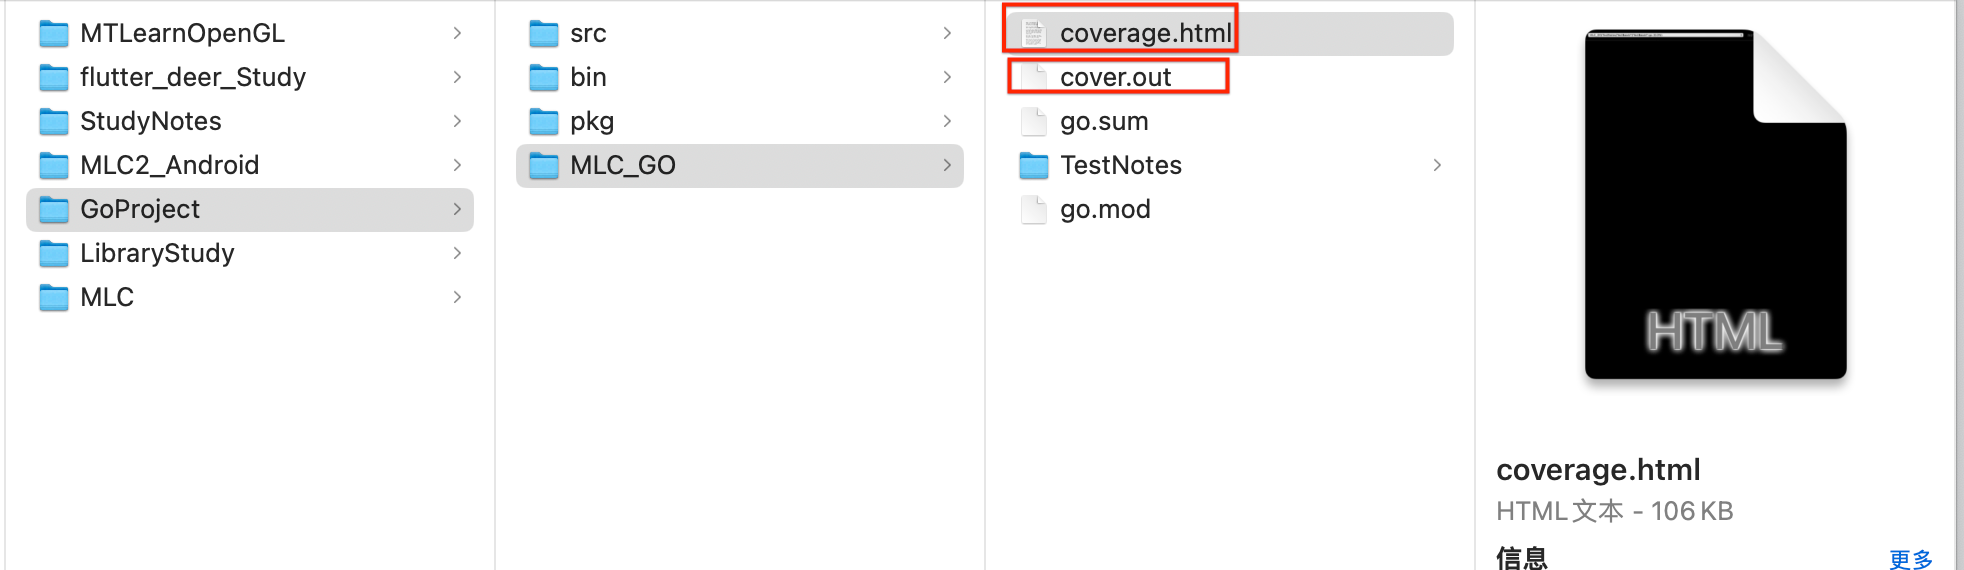 MTLearnOpenGL
flutter_deer_Study
StudyNotes
MLC2_Android
GoProject
LibraryStudy
MLC
src
bin
pkg
MLC_GO
coverage.html
cover.out
go.sum
TestNotes
go.mod
HTML
coverage.html
HTML文本 - 106 KB
信息
更多